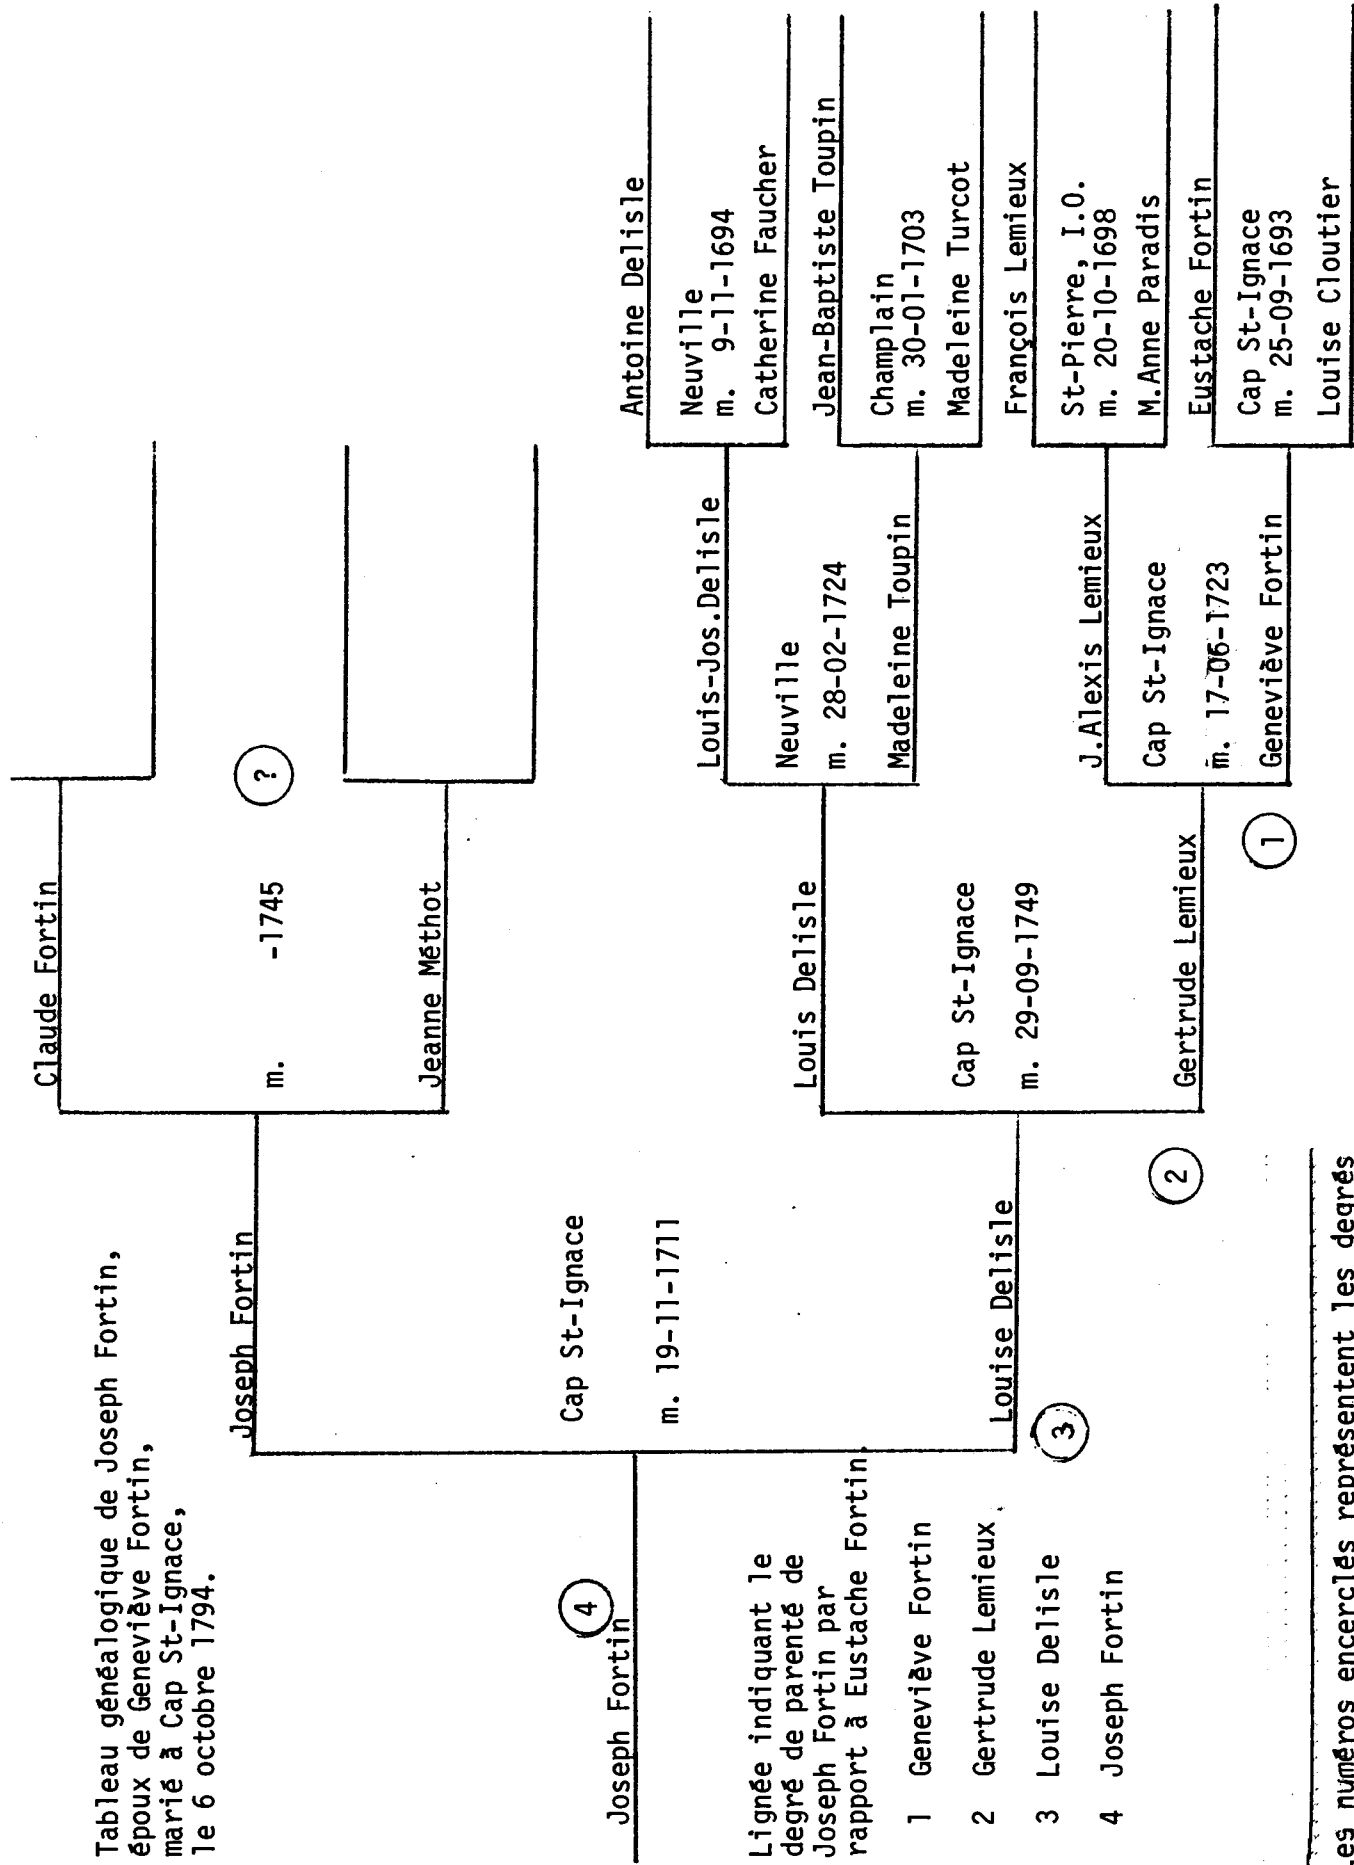 Tableau généalogique de Joseph Fortin,
époux de Geneviève Fortin,
marié à Cap St-Ignace,
le 6 octobre 1794.
Joseph Fortin
4
Lignée indiquant le
degré de parenté de
Joseph Fortin par
rapport à Eustache Fortin
1 Geneviève Fortin
2 Gertrude Lemieux
3 Louise Delisle
4 Joseph Fortin
Joseph Fortin
Cap St-Ignace
m. 19-11-1711
Louise Delisle
3
Claude Fortin
m. -1745
Jeanne Méthot
?
Louis Delisle
Cap St-Ignace
m. 29-09-1749
Gertrude Lemieux
2
Louis-Jos.Delisle
Neuville
m. 28-02-1724
Madeleine Toupin
J.Alexis Lemieux
Cap St-Ignace
m. 17-06-1723
Geneviève Fortin
1
Antoine Delisle
Neuville
m. 9-11-1694
Catherine Faucher
Jean-Baptiste Toupin
Champlain
m. 30-01-1703
Madeleine Turcot
François Lemieux
St-Pierre, I.O.
m. 20-10-1698
M.Anne Paradis
Eustache Fortin
Cap St-Ignace
m. 25-09-1693
Louise Cloutier
es numéros encerclés représentent les degrés